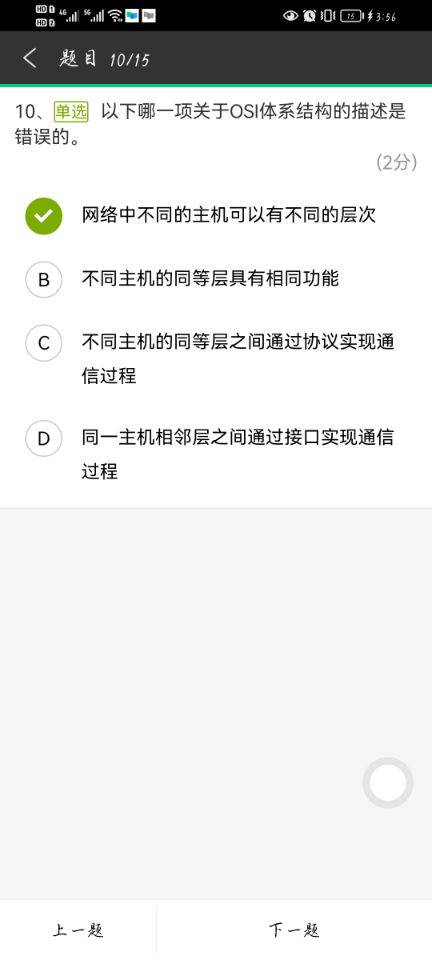 HD 1 4G 5G 15 3:56
HD 2
题目 10/15
10、单选 以下哪一项关于OSI体系结构的描述是
错误的。
(2分)
网络中不同的主机可以有不同的层次
B 不同主机的同等层具有相同功能
C 不同主机的同等层之间通过协议实现通
信过程
D 同一主机相邻层之间通过接口实现通信
过程
上一题 下一题